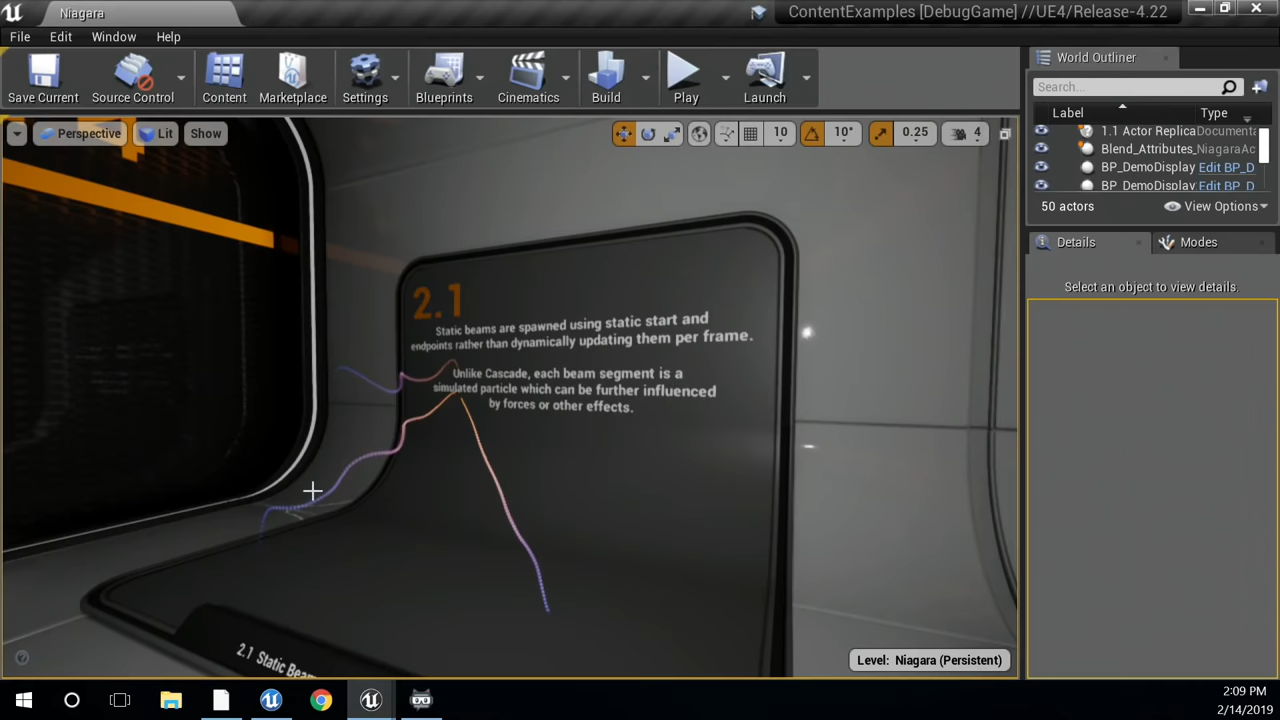 Niagara
ContentExamples [DebugGame] //UE4/Release-4.22
File Edit Window Help
Save Current Source Control Content Marketplace Settings Blueprints Cinematics Build Play Launch
Perspective Lit Show
10 10° 0.25 4
2.1
Static beams are spawned using static start and
endpoints rather than dynamically updating them per frame.
Unlike Cascade, each beam segment is a
simulated particle which can be further influenced
by forces or other effects.
2.1 Static Beam
Level: Niagara (Persistent)
World Outliner
Search...
Label Type
1.1 Actor Replica Documenta
Blend_Attributes_ NiagaraAc
BP_DemoDisplay Edit BP_D
BP_DemoDisplay Edit BP_D
50 actors View Options
Details Modes
Select an object to view details.
2:09 PM
2/14/2019